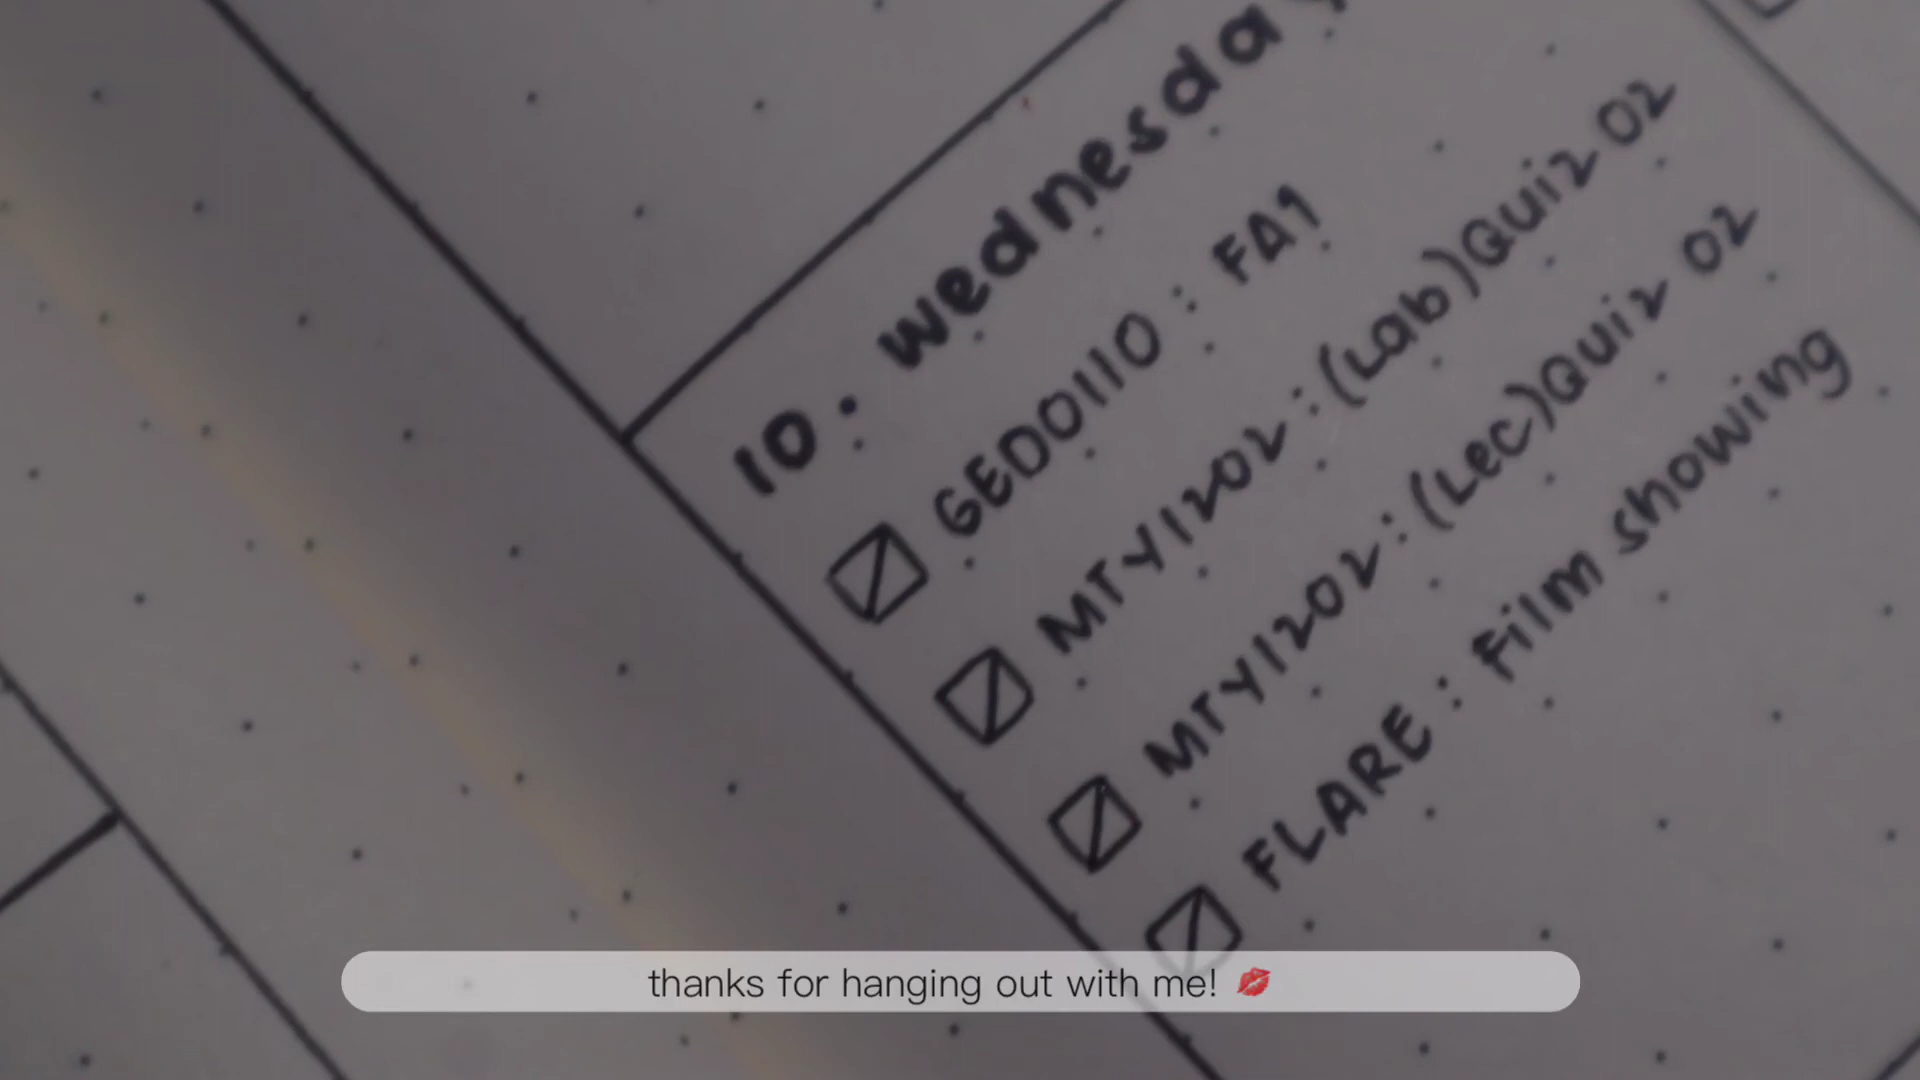 10. wednesday
GED0110 : FA1
MTY1202 : (Lab) Quiz 02
MTY1202 : (Lec) Quiz 02
FLARE : Film showing
thanks for hanging out with me! 💋